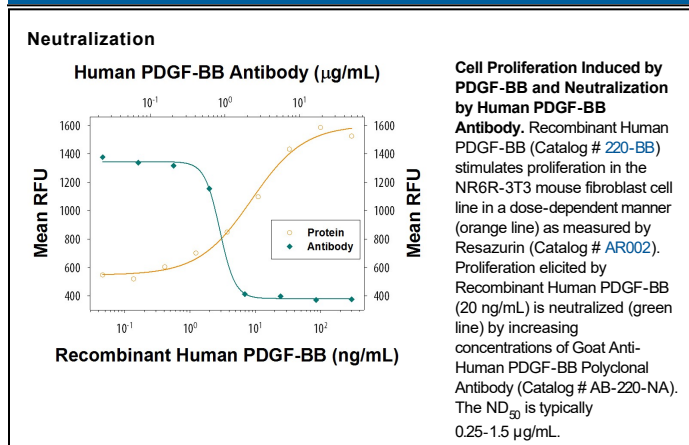 Neutralization
Human PDGF-BB Antibody (µg/mL)
10⁻¹ 10⁰ 10¹
1600 1600
1400 1400
1200 1200
1000 1000
800 800
600 600
400 400
Mean RFU
Mean RFU
Protein
Antibody
10⁻¹ 10⁰ 10¹ 10²
Recombinant Human PDGF-BB (ng/mL)
Cell Proliferation Induced by
PDGF-BB and Neutralization
by Human PDGF-BB
Antibody. Recombinant Human
PDGF-BB (Catalog # 220-BB)
stimulates proliferation in the
NR6R-3T3 mouse fibroblast cell
line in a dose-dependent manner
(orange line) as measured by
Resazurin (Catalog # AR002).
Proliferation elicited by
Recombinant Human PDGF-BB
(20 ng/mL) is neutralized (green
line) by increasing
concentrations of Goat Anti-
Human PDGF-BB Polyclonal
Antibody (Catalog # AB-220-NA).
The ND₅₀ is typically
0.25-1.5 µg/mL.